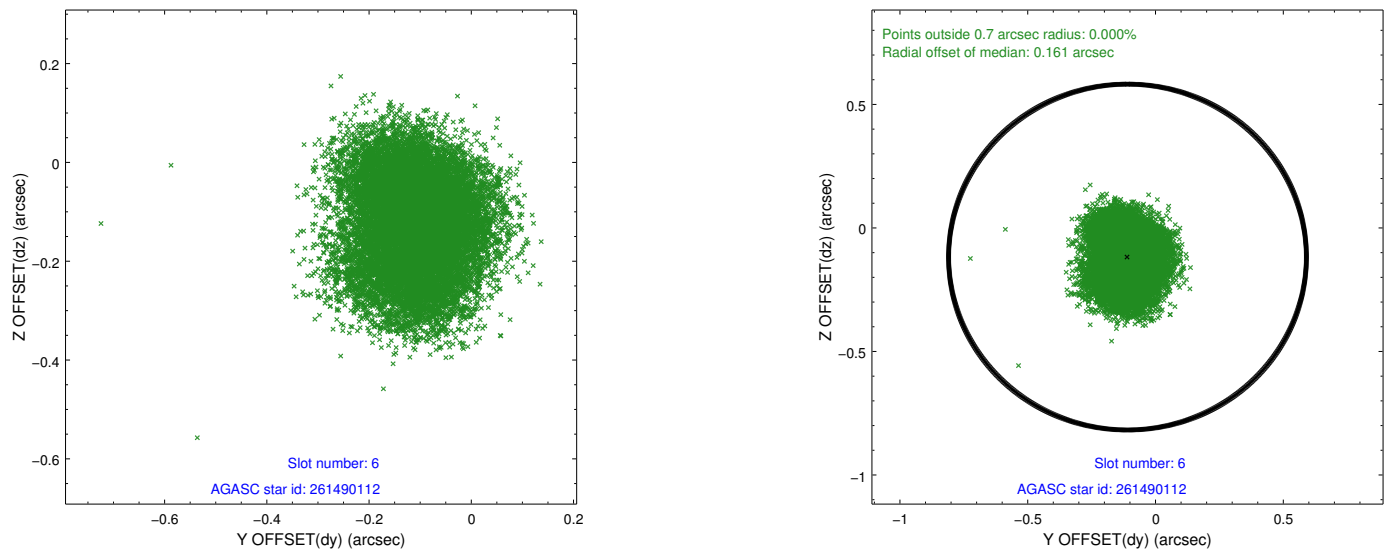 0.2
0
−0.2
−0.4
−0.6
Z OFFSET(dz) (arcsec)
Slot number: 6
AGASC star id: 261490112
−0.6
−0.4
−0.2
0
0.2
Y OFFSET(dy) (arcsec)
Points outside 0.7 arcsec radius: 0.000%
Radial offset of median: 0.161 arcsec
0.5
0
−0.5
−1
Z OFFSET(dz) (arcsec)
Slot number: 6
AGASC star id: 261490112
−1
−0.5
0
0.5
Y OFFSET(dy) (arcsec)